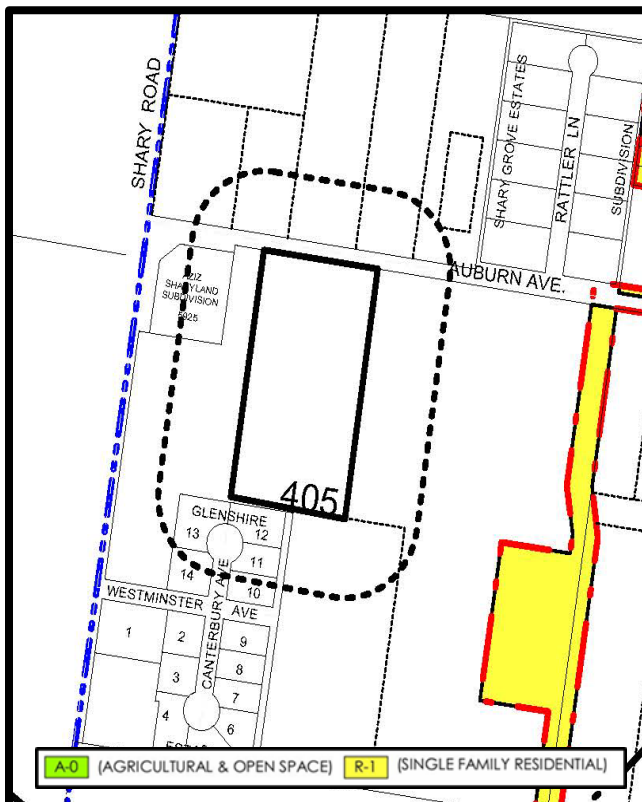 SHARY ROAD
SHARY GROVE ESTATES
RATTLER LN
SUBDIVISION
AUBURN AVE.
AZIZ
SHARYLAND
SUBDIVISION
5925
405
GLENSHIRE
13
12
11
14
10
WESTMINSTER AVE
CANTERBURY AVE
1
2
9
3
8
7
4
6
A-0 (AGRICULTURAL & OPEN SPACE) R-1 (SINGLE FAMILY RESIDENTIAL)